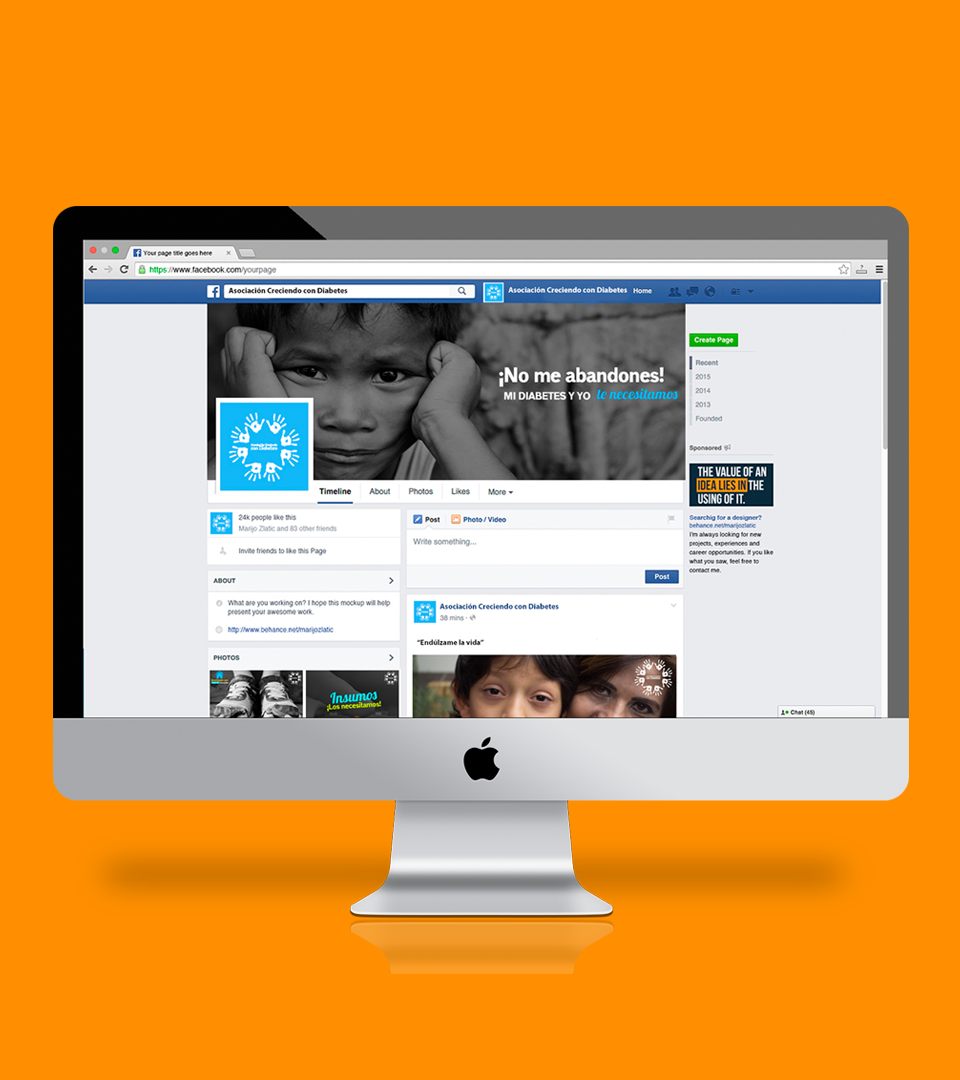 Your page title goes here
https://www.facebook.com/yourpage
Asociación Creciendo con Diabetes
Asociación Creciendo con Diabetes Home
¡No me abandones!
MI DIABETES Y YO te necesitamos
Create Page
Recent
2015
2014
2013
Founded
Timeline About Photos Likes More
Sponsored
THE VALUE OF AN
IDEA LIES IN THE
USING OF IT.
Searchig for a designer?
behance.net/marijozlatic
I'm always looking for new
projects, experiences and
career opportunities. If you like
what you saw, feel free to
contact me.
24k people like this
Marijo Zlatic and 83 other friends
Invite friends to like this Page
ABOUT
What are you working on? I hope this mockup will help
present your awesome work.
http://www.behance.net/marijozlatic
PHOTOS
Insumos
¡Los necesitamos!
Post Photo / Video
Write something...
Post
Asociación Creciendo con Diabetes
38 mins
“Endúlzame la vida”
Chat (45)